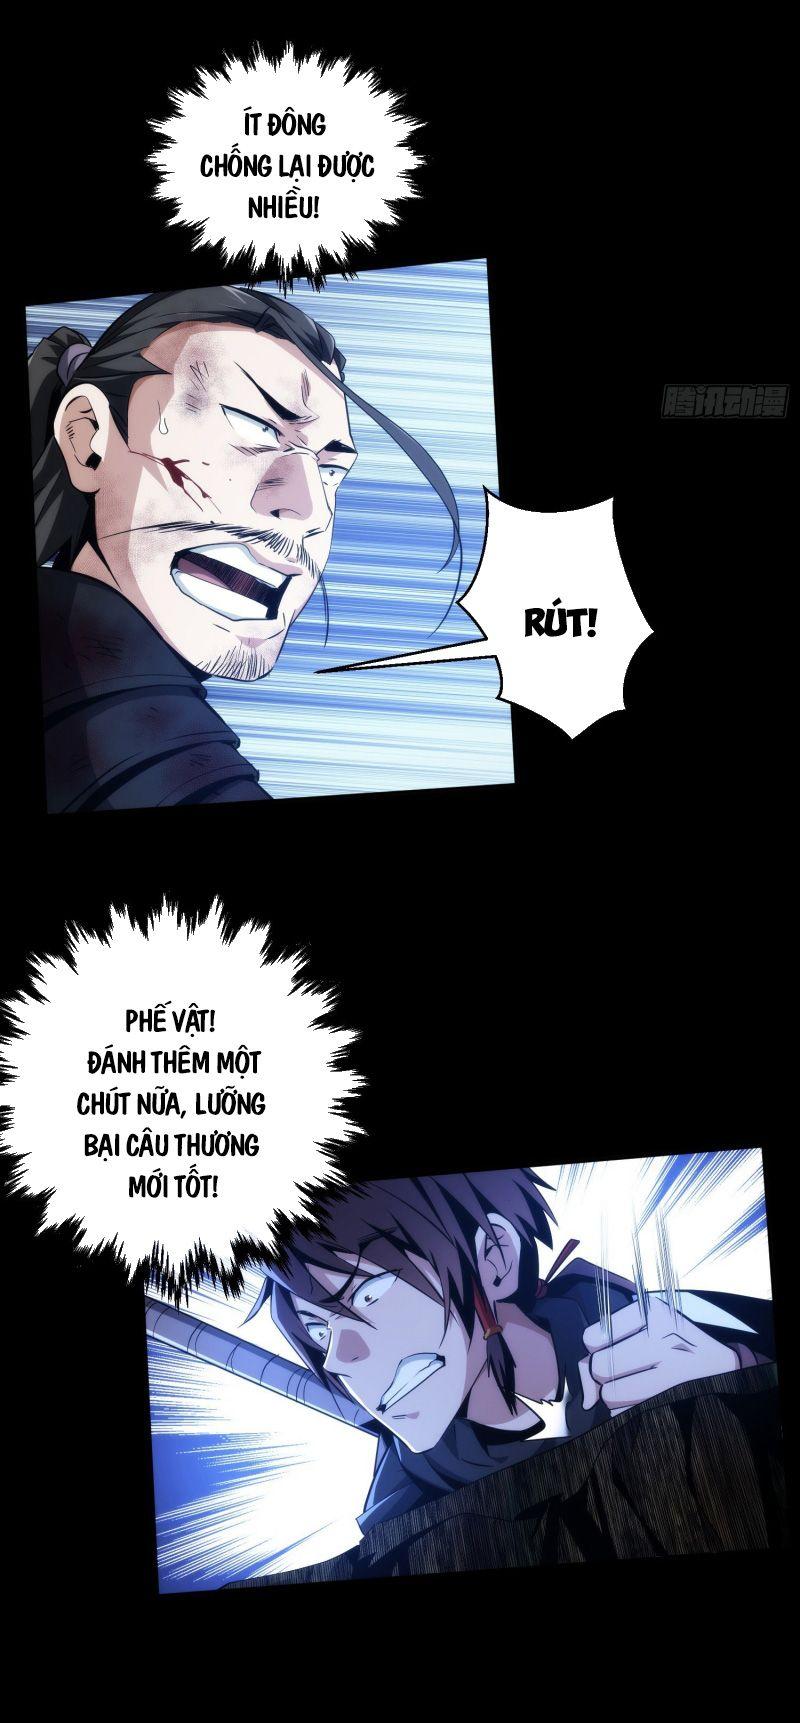 ÍT ĐÔNG
CHỐNG LẠI ĐƯỢC
NHIỀU!
腾讯动漫
RÚT!
PHẾ VẬT!
ĐÁNH THÊM MỘT
CHÚT NỮA, LƯỠNG
BẠI CÂU THƯƠNG
MỚI TỐT!